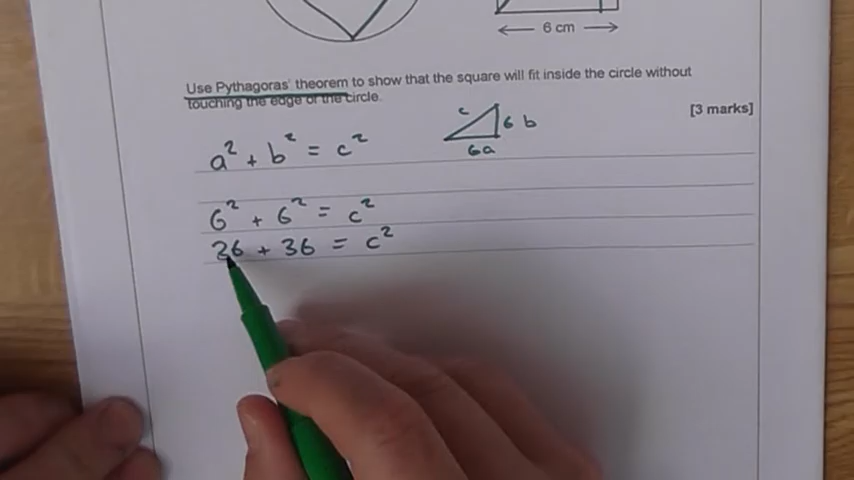 6 cm
Use Pythagoras' theorem to show that the square will fit inside the circle without
touching the edge of the circle.
[3 marks]
c 6 b
6a
a² + b² = c²
6² + 6² = c²
36 + 36 = c²